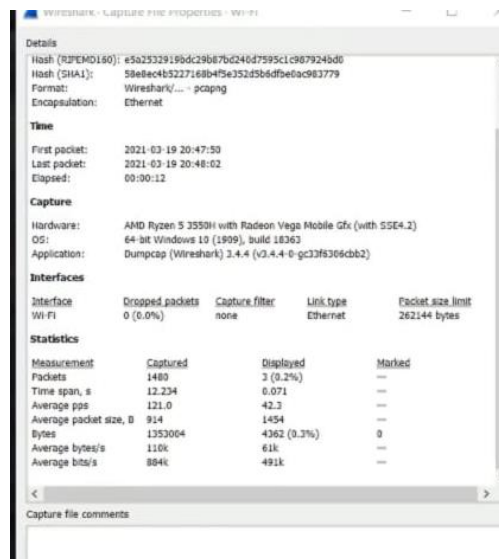 Wireshark - Capture File Properties - Wi-Fi
Details
Hash (RIPEMD160): e5a2532919bdc29b87bd240d7595c1c987924bd0
Hash (SHA1): 58e8ec4b5227168b4f5e352d5b6dfbe0ac983779
Format: Wireshark/... - pcapng
Encapsulation: Ethernet
Time
First packet: 2021-03-19 20:47:50
Last packet: 2021-03-19 20:48:02
Elapsed: 00:00:12
Capture
Hardware: AMD Ryzen 5 3550H with Radeon Vega Mobile Gfx (with SSE4.2)
OS: 64-bit Windows 10 (1909), build 18363
Application: Dumpcap (Wireshark) 3.4.4 (v3.4.4-0-gc33f6306cbb2)
Interfaces
Interface Dropped packets Capture filter Link type Packet size limit
Wi-Fi 0 (0.0%) none Ethernet 262144 bytes
Statistics
Measurement Captured Displayed Marked
Packets 1480 3 (0.2%) —
Time span, s 12.234 0.071 —
Average pps 121.0 42.3 —
Average packet size, B 914 1454 —
Bytes 1353004 4362 (0.3%) 0
Average bytes/s 110k 61k —
Average bits/s 884k 491k —
Capture file comments